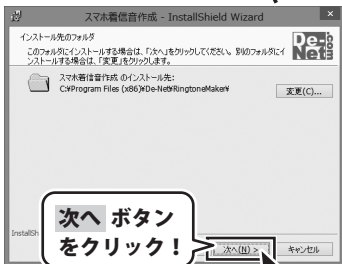 スマホ着信音作成 - InstallShield Wizard
インストール先のフォルダ
このフォルダにインストールする場合は、「次へ」をクリックしてください。別のフォルダにイ
ンストールする場合は、「変更」をクリックします。
De-
Net
スマホ着信音作成 のインストール先:
C:¥Program Files (x86)¥De-Net¥RingtoneMaker¥
変更(C)...
次へ ボタン
をクリック！
InstallSh
次へ(N) >
キャンセル